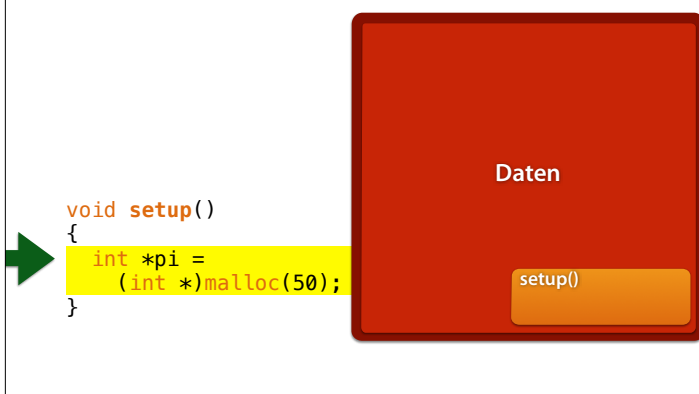 void setup()
{
int *pi =
(int *)malloc(50);
}
Daten
setup()